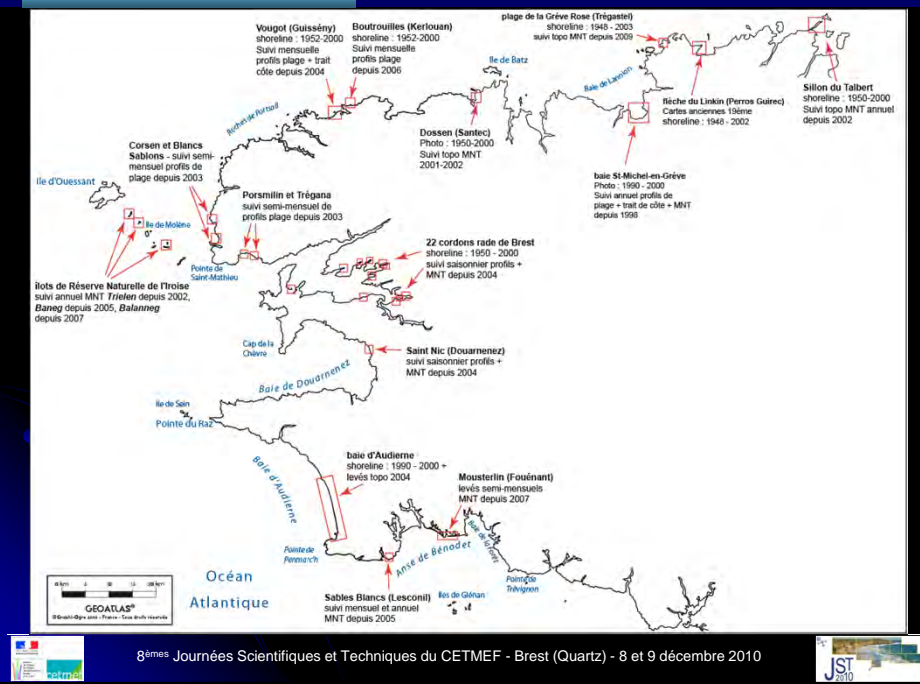 Vougot (Guissény)
shoreline : 1952-2000
Suivi mensuelle
profils plage + trait
côte depuis 2004
Boutrouilles (Kerlouan)
shoreline : 1952-2000
Suivi mensuelle
profils plage
depuis 2006
plage de la Grêve Rose (Trégastel)
shoreline : 1948 - 2003
suivi topo MNT depuis 2009
Ile de Batz
Baie de Lannion
Sillon du Talbert
shoreline : 1950-2000
Suivi topo MNT annuel
depuis 2002
flèche du Linkin (Perros Guirec)
Cartes anciennes 19ème
shoreline : 1948 - 2002
Roches de Portsall
Dossen (Santec)
Photo : 1950-2000
Suivi topo MNT
2001-2002
Corsen et Blancs
Sablons - suivi semi-
mensuel profils de
plage depuis 2003
baie St-Michel-en-Grève
Photo : 1990 - 2000
Suivi annuel profils de
plage + trait de côte + MNT
depuis 1998
Ile d'Ouessant
Porsmilin et Trégana
suivi semi-mensuel de
profils plage depuis 2003
Ile de Molène
22 cordons rade de Brest
shoreline : 1950 - 2000
suivi saisonnier profils +
MNT depuis 2004
Pointe de
Saint-Mathieu
îlots de Réserve Naturelle de l'Iroise
suivi annuel MNT Trielen depuis 2002,
Baneg depuis 2005, Balanneg
depuis 2007
Cap de la
Chèvre
Saint Nic (Douarnenez)
suivi saisonnier profils +
MNT depuis 2004
Baie de Douarnenez
Ile de Sein
Pointe du Raz
Baie d'Audierne
baie d'Audierne
shoreline : 1990 - 2000 +
levés topo 2004
Mousterlin (Fouénant)
levés semi-mensuels
MNT depuis 2007
Pointe de
Penmarc'h
Anse de Bénodet
Baie de la Forêt
Pointe de
Trévignon
Océan
Atlantique
Sables Blancs (Lesconil)
suivi mensuel et annuel
MNT depuis 2005
Iles de Glénan
GEOATLAS®
8èmes Journées Scientifiques et Techniques du CETMEF - Brest (Quartz) - 8 et 9 décembre 2010
cetmef
JST
2010